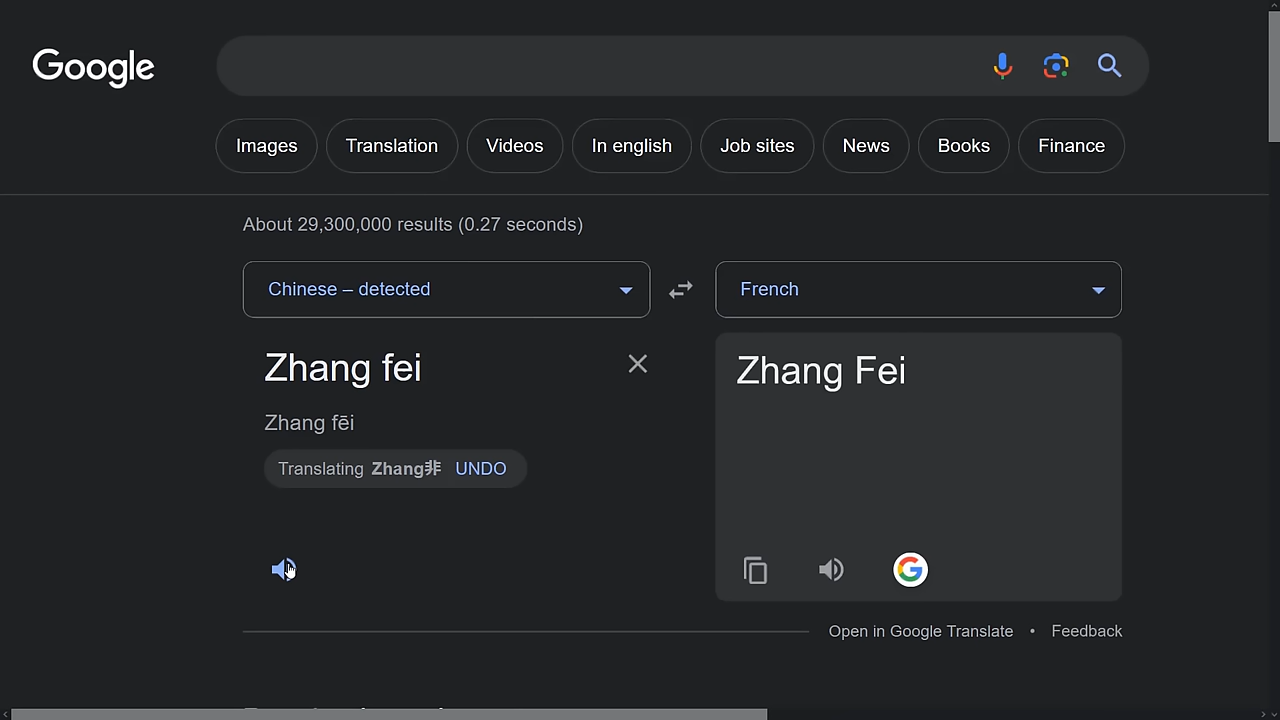 Google
Images Translation Videos In english Job sites News Books Finance
About 29,300,000 results (0.27 seconds)
Chinese – detected French
Zhang fei Zhang Fei
Zhang fēi
Translating Zhang非 UNDO
Open in Google Translate • Feedback